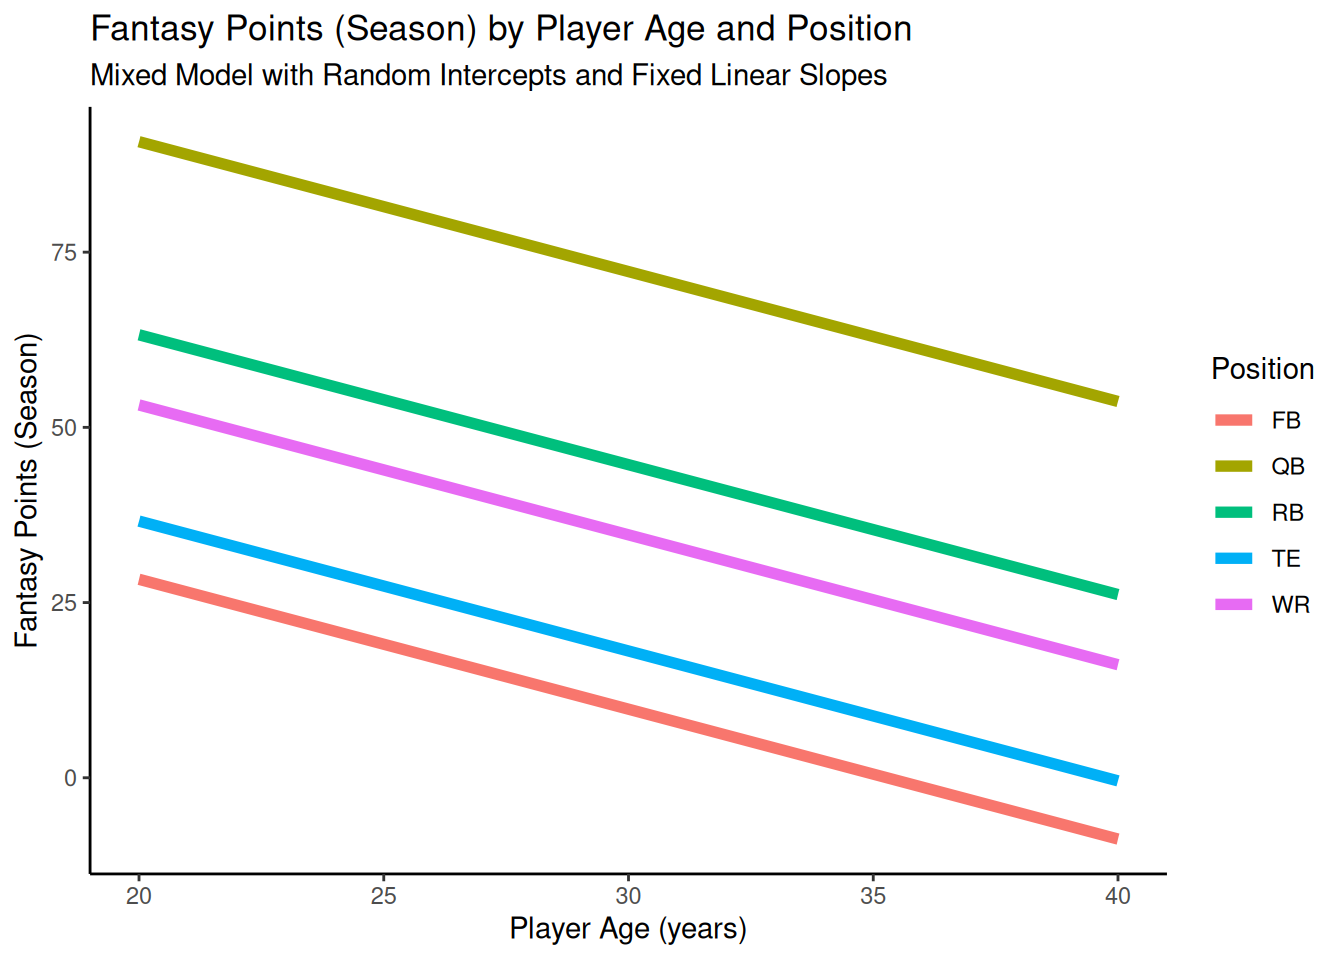 Fantasy Points (Season) by Player Age and Position
Mixed Model with Random Intercepts and Fixed Linear Slopes
Fantasy Points (Season)
75
50
25
0
20 25 30 35 40
Player Age (years)
Position
FB
QB
RB
TE
WR